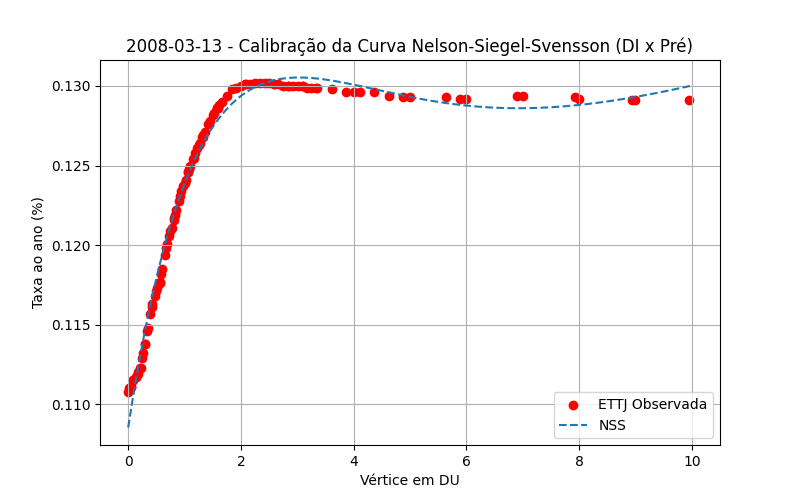 2008-03-13 - Calibração da Curva Nelson-Siegel-Svensson (DI x Pré)
Taxa ao ano (%)
0.130
0.125
0.120
0.115
0.110
ETTJ Observada
NSS
0 2 4 6 8 10
Vértice em DU